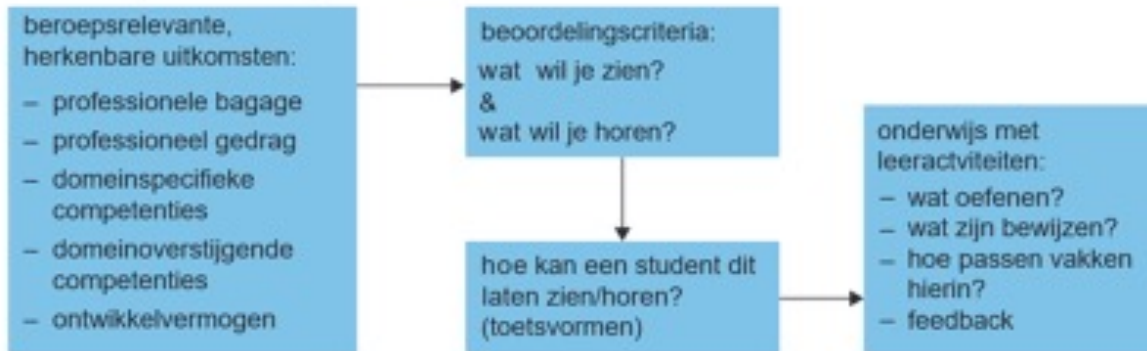 beroepsrelevante,
herkenbare uitkomsten:
– professionele bagage
– professioneel gedrag
– domeinspecifieke
competenties
– domeinoverstijgende
competenties
– ontwikkelvermogen
beoordelingscriteria:
wat wil je zien?
&
wat wil je horen?
hoe kan een student dit
laten zien/horen?
(toetsvormen)
onderwijs met
leeractviteiten:
– wat oefenen?
– wat zijn bewijzen?
– hoe passen vakken
hierin?
– feedback